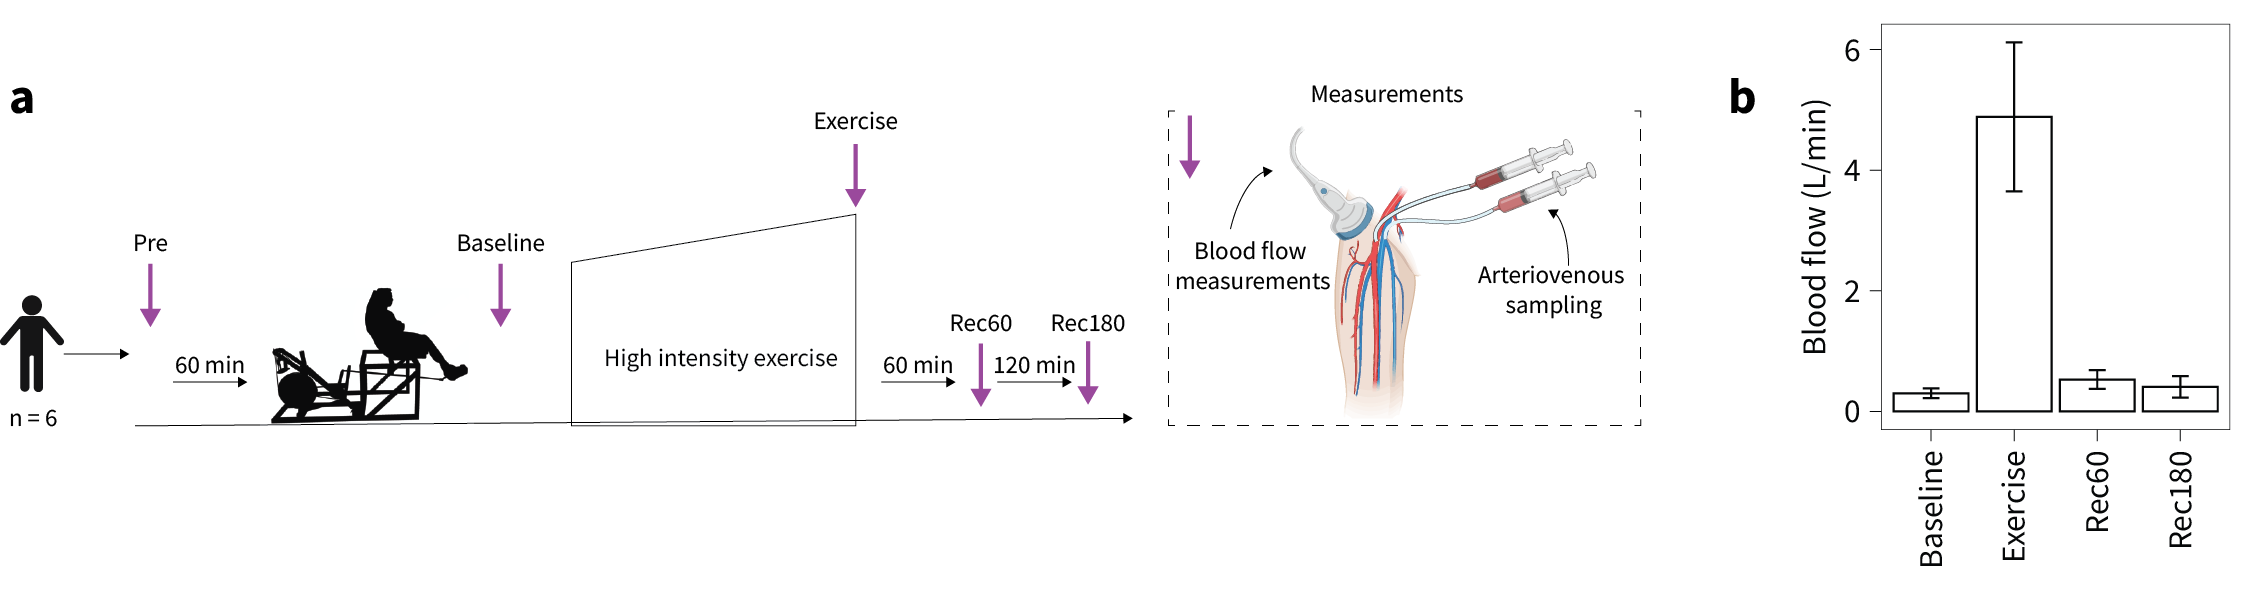 a
Pre
60 min
n = 6
Baseline
High intensity exercise
Exercise
60 min
Rec60
120 min
Rec180
Measurements
Blood flow
measurements
Arteriovenous
sampling
b
Blood flow (L/min)
6
4
2
0
Baseline
Exercise
Rec60
Rec180